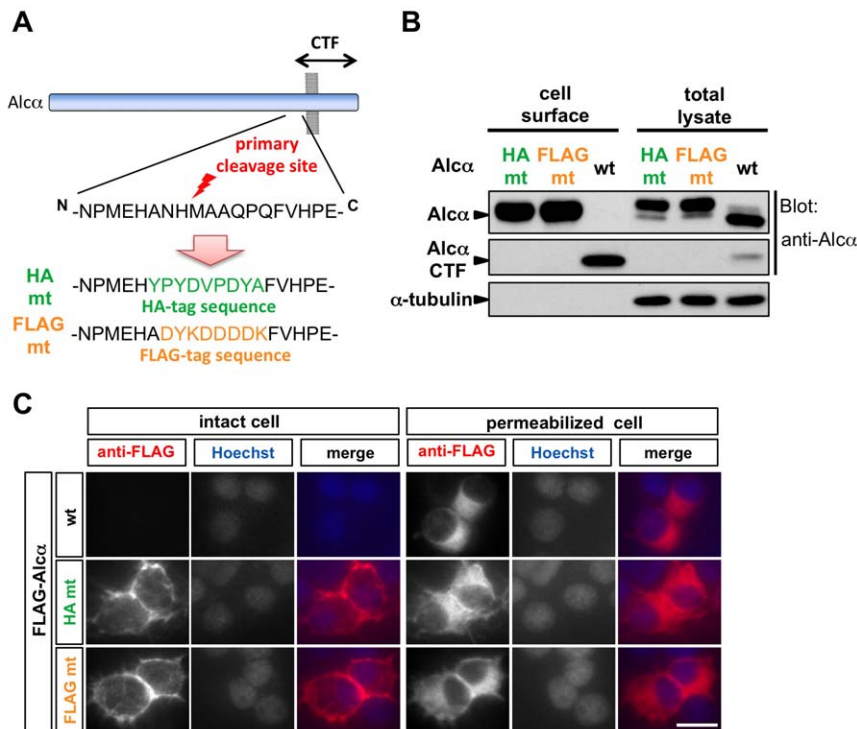 A
CTF
Alcα
primary
cleavage site
N -NPMEHANHMAAQPQFVHPE- C
HA
mt
-NPMEHYPYDVPDYAFVHPE-
HA-tag sequence
FLAG
mt
-NPMEHADYKDDDDKFVHPE-
FLAG-tag sequence
B
cell
surface
total
lysate
Alcα
HA
mt
FLAG
mt
wt
HA
mt
FLAG
mt
wt
Alcα
Alcα
CTF
α-tubulin
Blot:
anti-Alcα
C
intact cell
permeabilized cell
anti-FLAG
Hoechst
merge
anti-FLAG
Hoechst
merge
FLAG-Alcα
wt
HA mt
FLAG mt